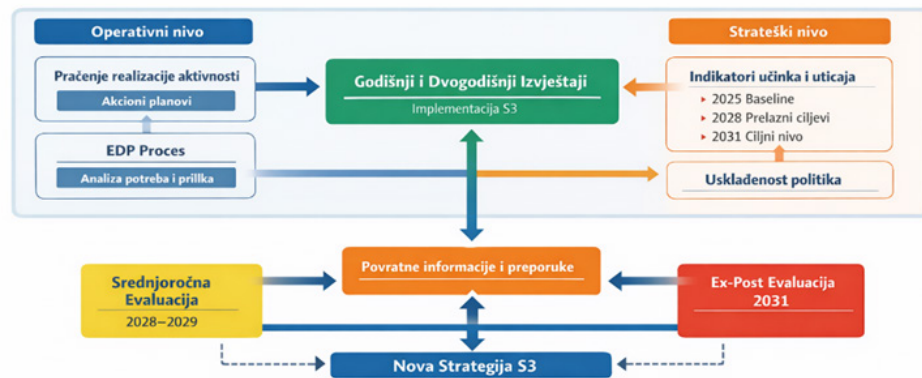 Operativni nivo
Pračenje realizacije aktivnosti
Akcioni planovi
EDP Proces
Analiza potreba i prillka
Godišnji i Dvogodišnji Izvještaji
Implementacija S3
Strateški nivo
Indikatori učinka i uticaja
2025 Baseline
2028 Prelazni ciljevi
2031 Ciljni nivo
Usklađenost politika
Srednjoročna
Evaluacija
2028–2029
Povratne informacije i preporuke
Ex-Post Evaluacija
2031
Nova Strategija S3